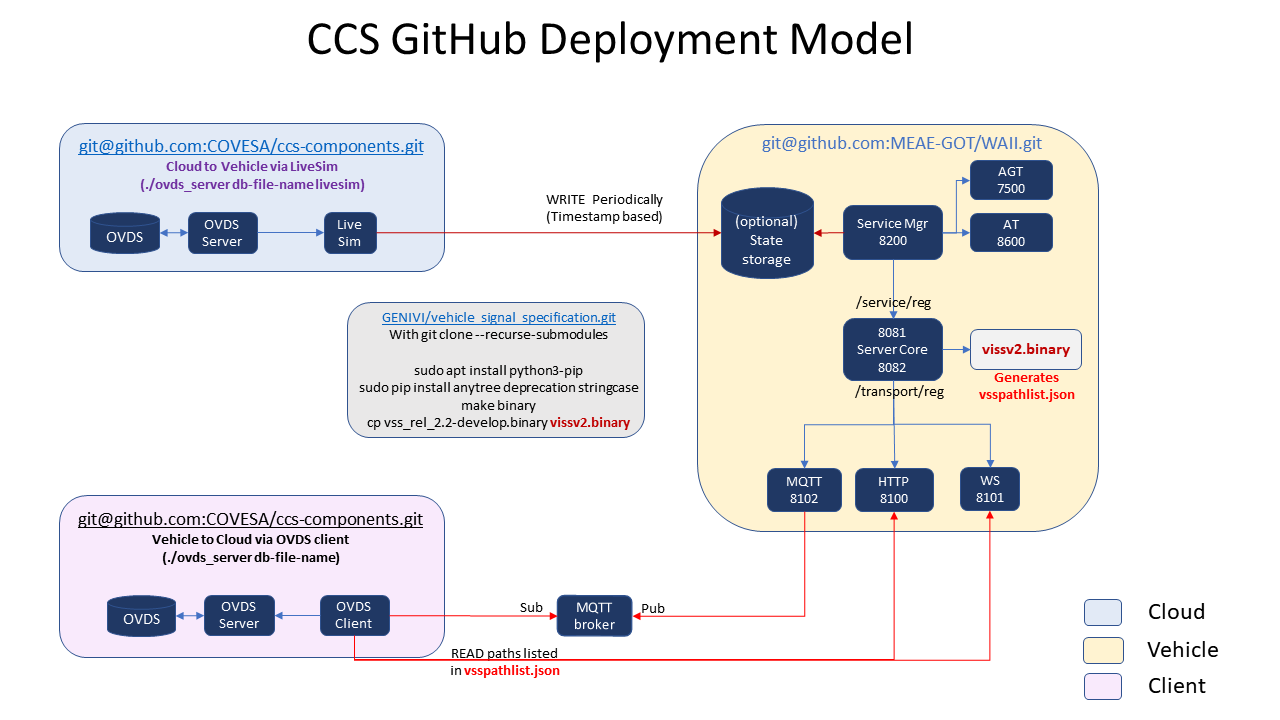 CCS GitHub Deployment Model
git@github.com:COVESA/ccs-components.git
Cloud to Vehicle via LiveSim
(./ovds_server db-file-name livesim)
OVDS
OVDS
Server
Live
Sim
WRITE Periodically
(Timestamp based)
git@github.com:MEAE-GOT/WAII.git
(optional)
State
storage
Service Mgr
8200
AGT
7500
AT
8600
/service/reg
8081
Server Core
8082
vissv2.binary
Generates
vsspathlist.json
/transport/reg
MQTT
8102
HTTP
8100
WS
8101
GENIVI/vehicle_signal_specification.git
With git clone --recurse-submodules
sudo apt install python3-pip
sudo pip install anytree deprecation stringcase
make binary
cp vss_rel_2.2-develop.binary vissv2.binary
git@github.com:COVESA/ccs-components.git
Vehicle to Cloud via OVDS client
(./ovds_server db-file-name)
OVDS
OVDS
Server
OVDS
Client
Sub
MQTT
broker
Pub
READ paths listed
in vsspathlist.json
Cloud
Vehicle
Client